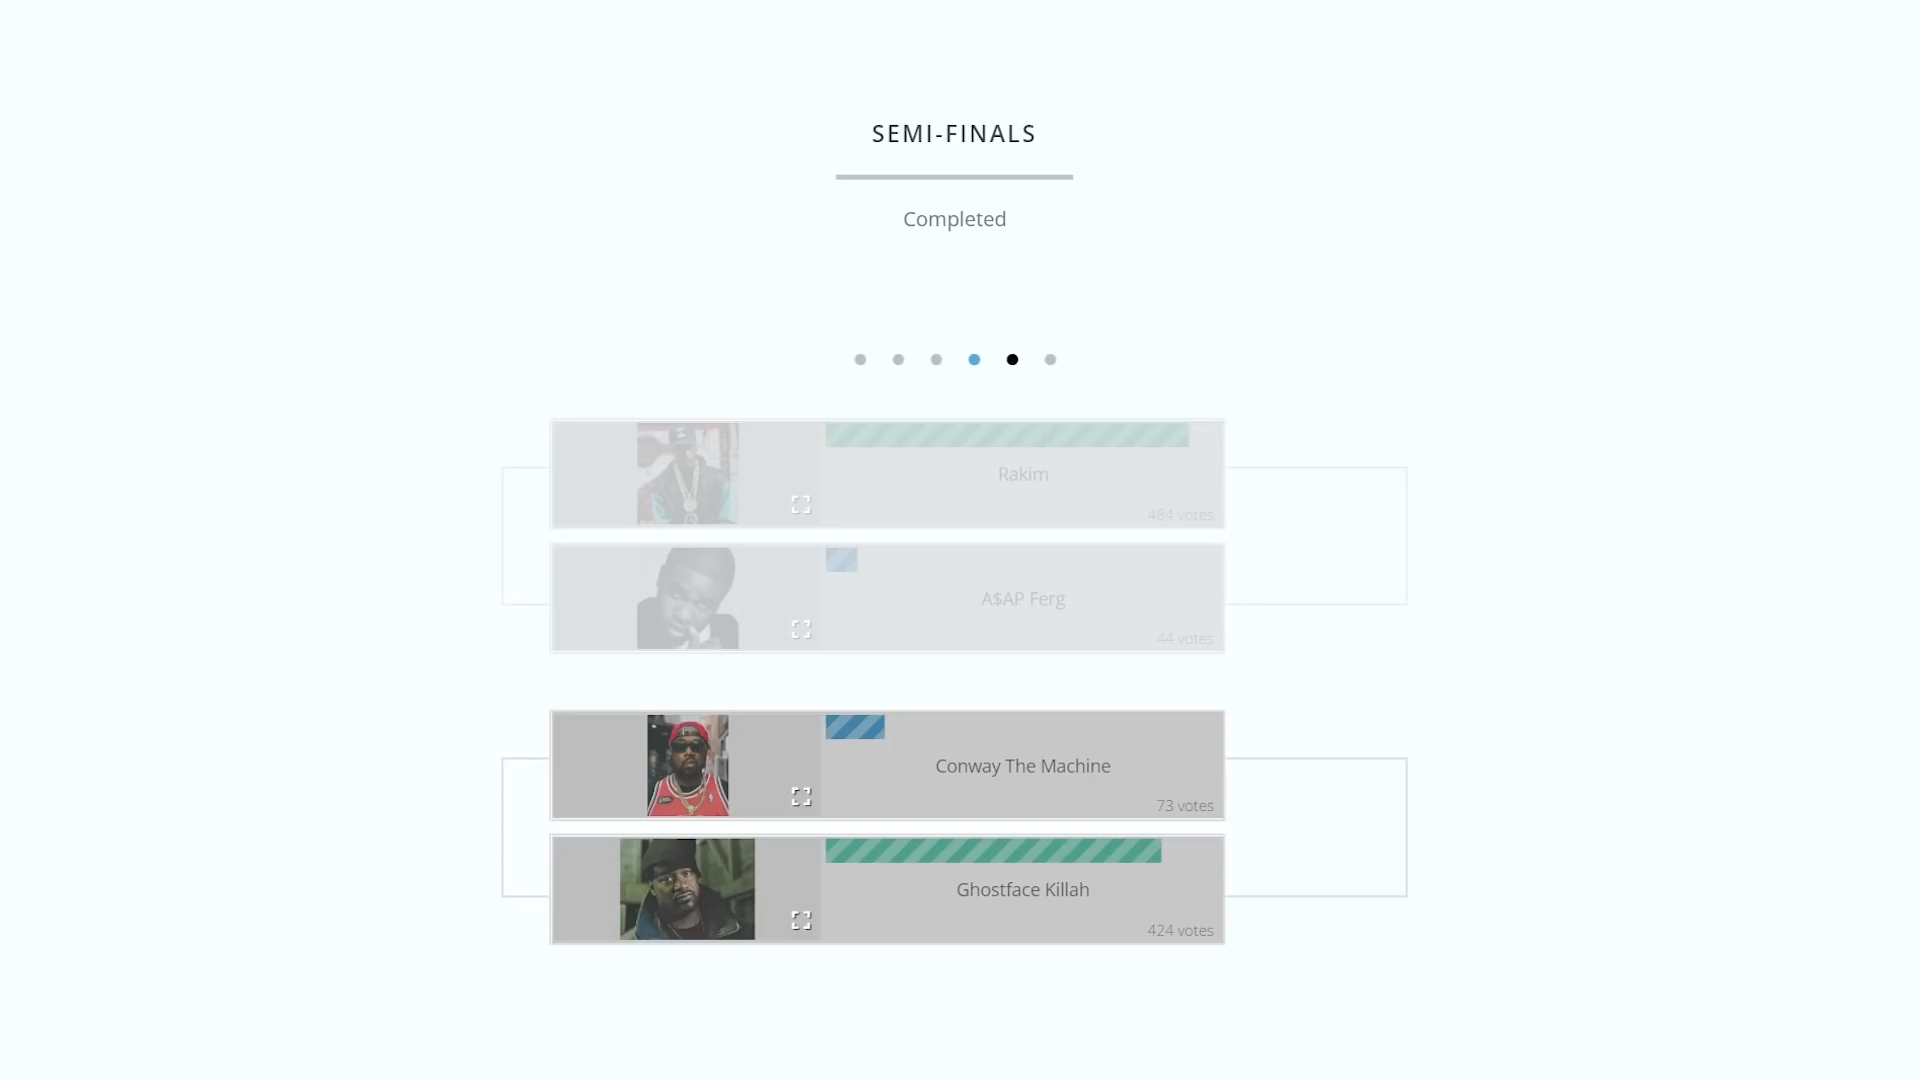 SEMI-FINALS
Completed
Rakim
484 votes
A$AP Ferg
44 votes
Conway The Machine
73 votes
Ghostface Killah
424 votes